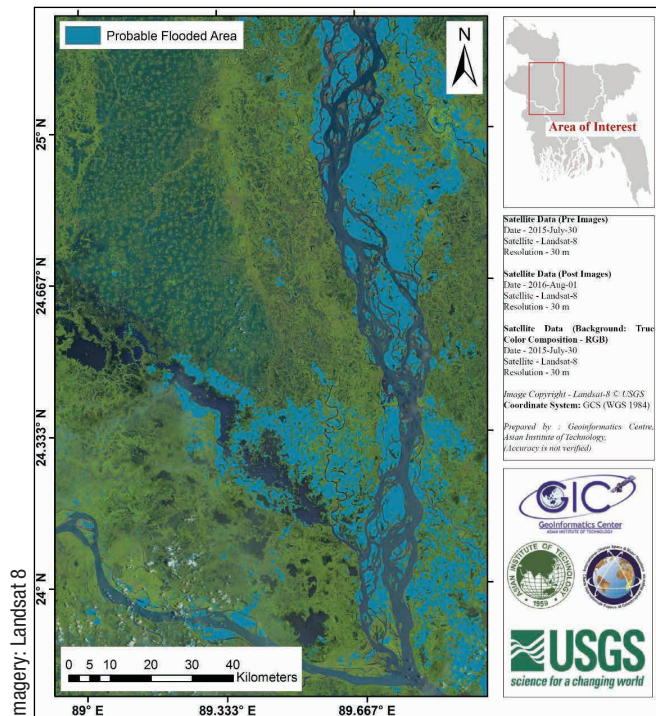 Probable Flooded Area
N
25° N
24.667° N
24.333° N
24° N
0 5 10 20 30 40
Kilometers
89° E
89.333° E
89.667° E
magery: Landsat 8
Area of Interest
Satellite Data (Pre Images)
Date - 2015-July-30
Satellite - Landsat-8
Resolution - 30 m
Satellite Data (Post Images)
Date - 2016-Aug-01
Satellite - Landsat-8
Resolution - 30 m
Satellite Data (Background: True
Color Composition - RGB)
Date - 2015-July-30
Satellite - Landsat-8
Resolution - 30 m
Image Copyright - Landsat-8 © USGS
Coordinate System: GCS (WGS 1984)
Prepared by : Geoinformatics Centre,
Asian Institute of Technology,
(Accuracy is not verified)
GIC
GeoInformatics Center
ASIAN INSTITUTE OF TECHNOLOGY
ASIAN INSTITUTE OF TECHNOLOGY
1959
USGS
science for a changing world